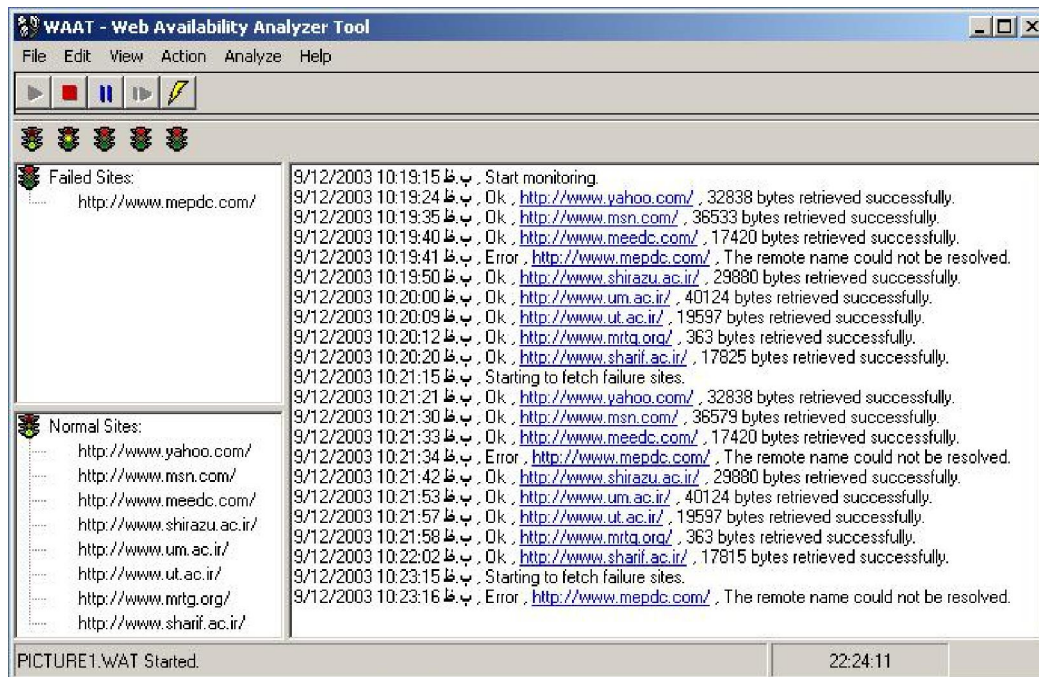 WAAT - Web Availability Analyzer Tool
File Edit View Action Analyze Help
Failed Sites:
http://www.mepdc.com/
Normal Sites:
http://www.yahoo.com/
http://www.msn.com/
http://www.meedc.com/
http://www.shirazu.ac.ir/
http://www.um.ac.ir/
http://www.ut.ac.ir/
http://www.mrtg.org/
http://www.sharif.ac.ir/
9/12/2003 10:19:15 ب.ظ , Start monitoring.
9/12/2003 10:19:24 ب.ظ , Ok , http://www.yahoo.com/ , 32838 bytes retrieved successfully.
9/12/2003 10:19:35 ب.ظ , Ok , http://www.msn.com/ , 36533 bytes retrieved successfully.
9/12/2003 10:19:40 ب.ظ , Ok , http://www.meedc.com/ , 17420 bytes retrieved successfully.
9/12/2003 10:19:41 ب.ظ , Error , http://www.mepdc.com/ , The remote name could not be resolved.
9/12/2003 10:19:50 ب.ظ , Ok , http://www.shirazu.ac.ir/ , 29880 bytes retrieved successfully.
9/12/2003 10:20:00 ب.ظ , Ok , http://www.um.ac.ir/ , 40124 bytes retrieved successfully.
9/12/2003 10:20:09 ب.ظ , Ok , http://www.ut.ac.ir/ , 19597 bytes retrieved successfully.
9/12/2003 10:20:12 ب.ظ , Ok , http://www.mrtg.org/ , 363 bytes retrieved successfully.
9/12/2003 10:20:20 ب.ظ , Ok , http://www.sharif.ac.ir/ , 17825 bytes retrieved successfully.
9/12/2003 10:21:15 ب.ظ , Starting to fetch failure sites.
9/12/2003 10:21:21 ب.ظ , Ok , http://www.yahoo.com/ , 32838 bytes retrieved successfully.
9/12/2003 10:21:30 ب.ظ , Ok , http://www.msn.com/ , 36579 bytes retrieved successfully.
9/12/2003 10:21:33 ب.ظ , Ok , http://www.meedc.com/ , 17420 bytes retrieved successfully.
9/12/2003 10:21:34 ب.ظ , Error , http://www.mepdc.com/ , The remote name could not be resolved.
9/12/2003 10:21:42 ب.ظ , Ok , http://www.shirazu.ac.ir/ , 29880 bytes retrieved successfully.
9/12/2003 10:21:53 ب.ظ , Ok , http://www.um.ac.ir/ , 40124 bytes retrieved successfully.
9/12/2003 10:21:57 ب.ظ , Ok , http://www.ut.ac.ir/ , 19597 bytes retrieved successfully.
9/12/2003 10:21:58 ب.ظ , Ok , http://www.mrtg.org/ , 363 bytes retrieved successfully.
9/12/2003 10:22:02 ب.ظ , Ok , http://www.sharif.ac.ir/ , 17815 bytes retrieved successfully.
9/12/2003 10:23:15 ب.ظ , Starting to fetch failure sites.
9/12/2003 10:23:16 ب.ظ , Error , http://www.mepdc.com/ , The remote name could not be resolved.
PICTURE1.WAT Started.
22:24:11